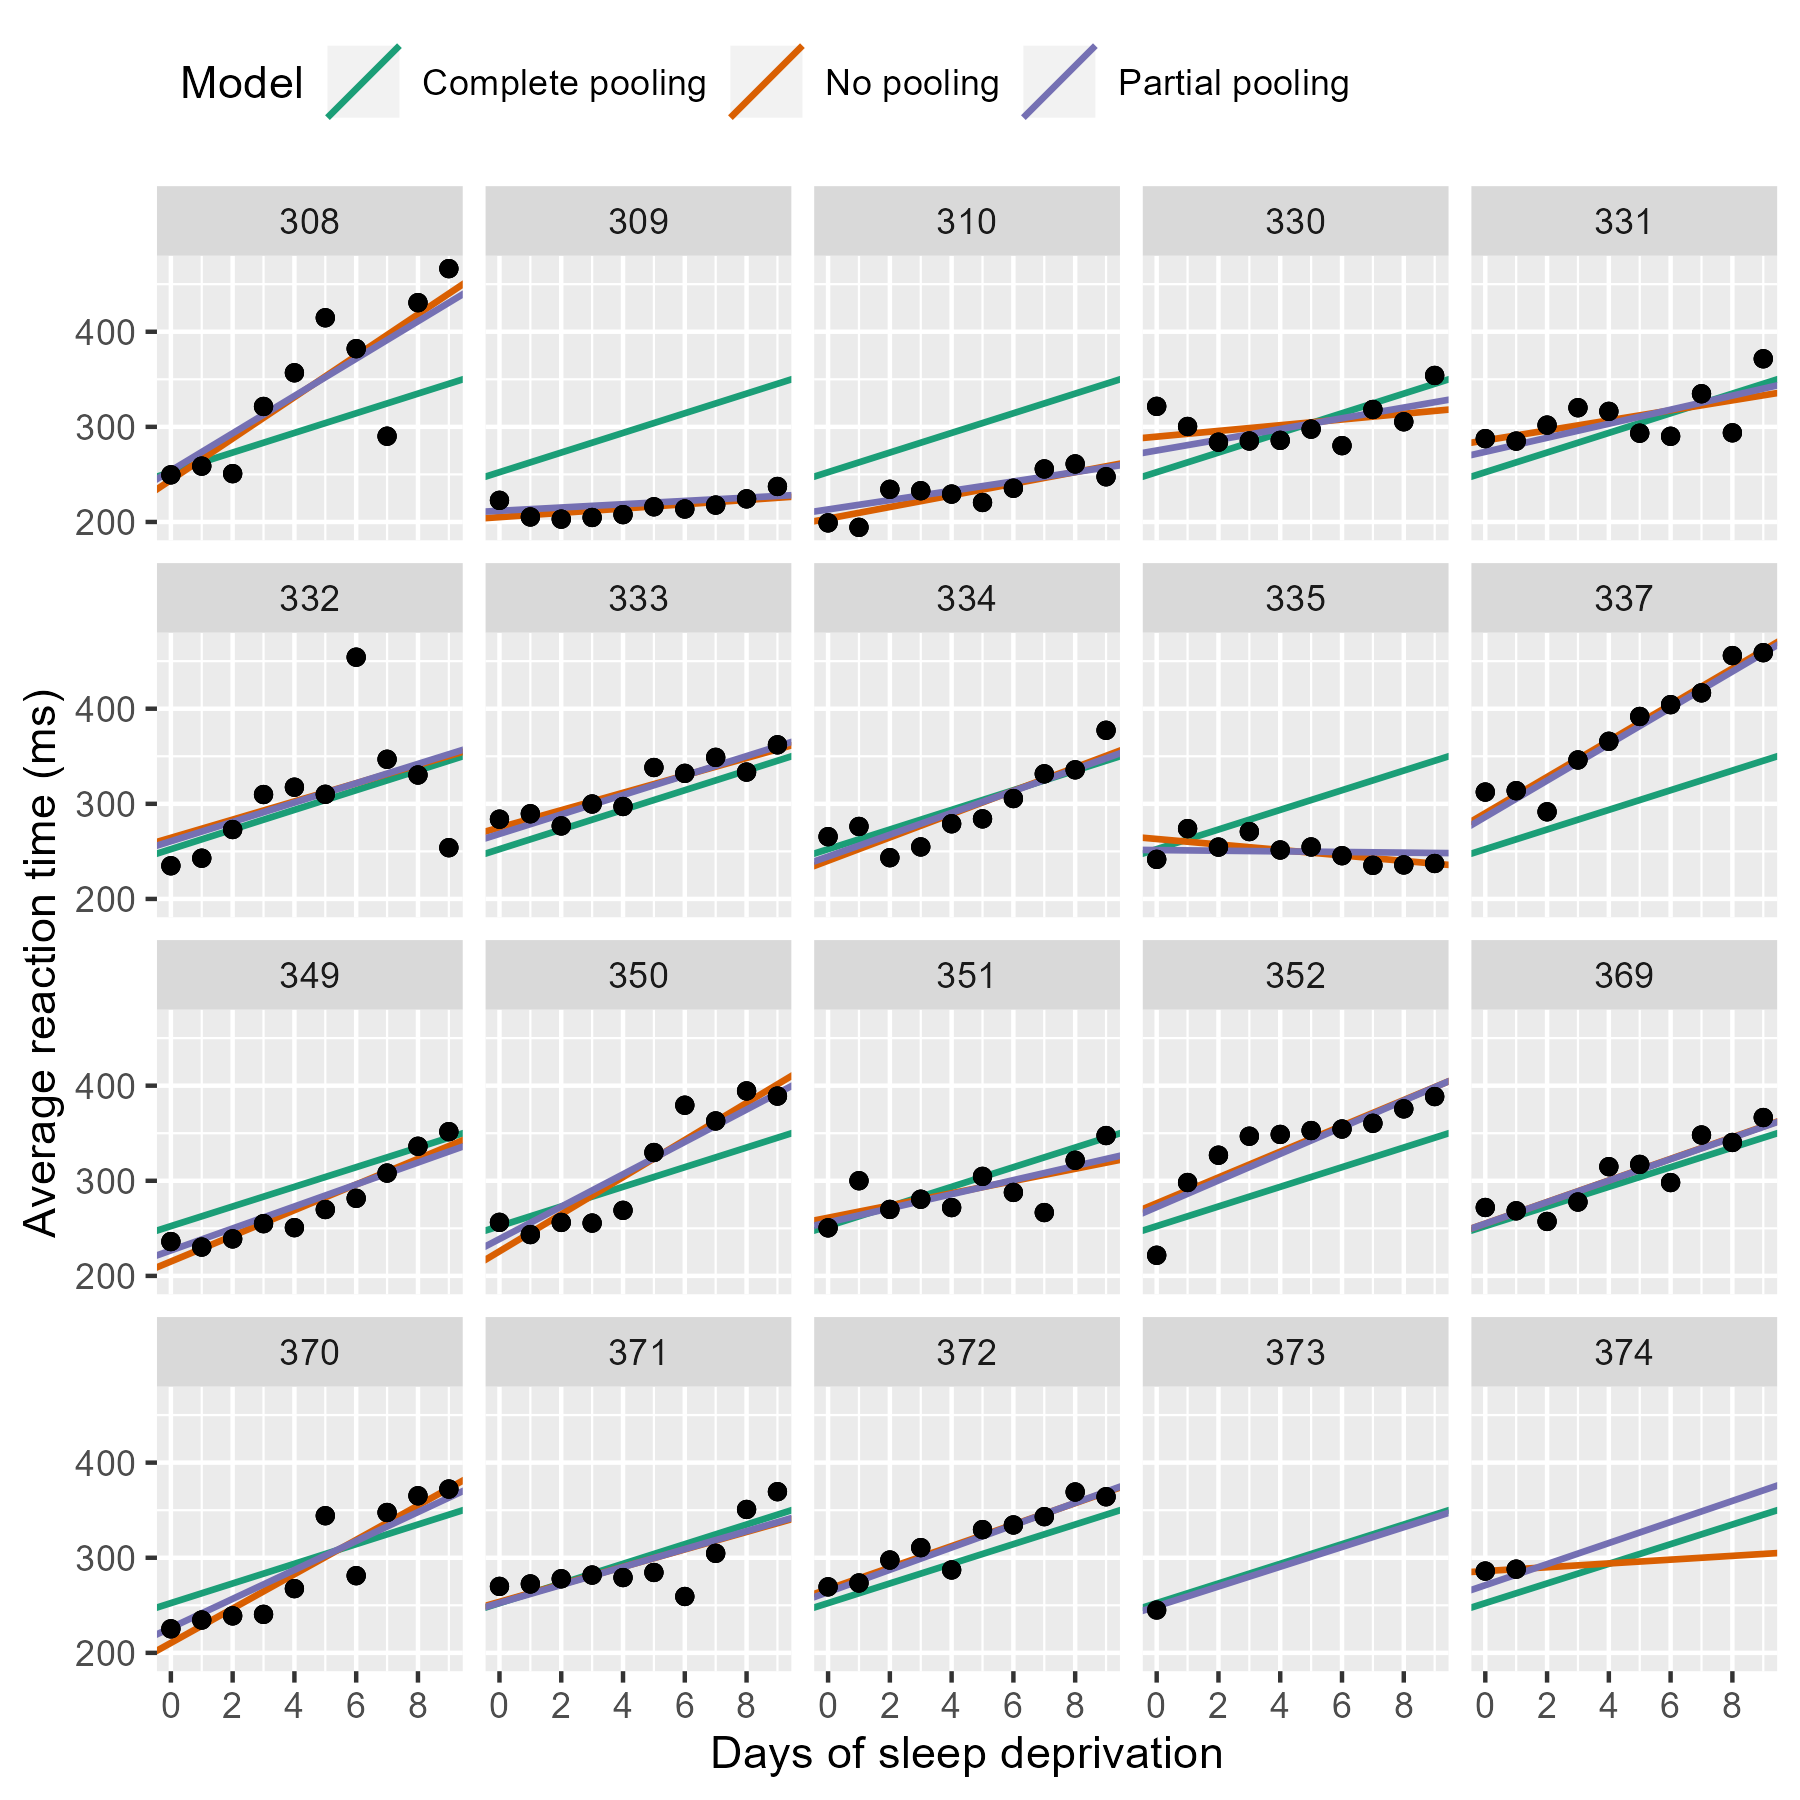 Model Complete pooling No pooling Partial pooling
308 309 310 330 331
400
300
200
332 333 334 335 337
400
300
200
349 350 351 352 369
400
300
200
370 371 372 373 374
400
300
200
0 2 4 6 8 0 2 4 6 8 0 2 4 6 8 0 2 4 6 8 0 2 4 6 8
Days of sleep deprivation
Average reaction time (ms)